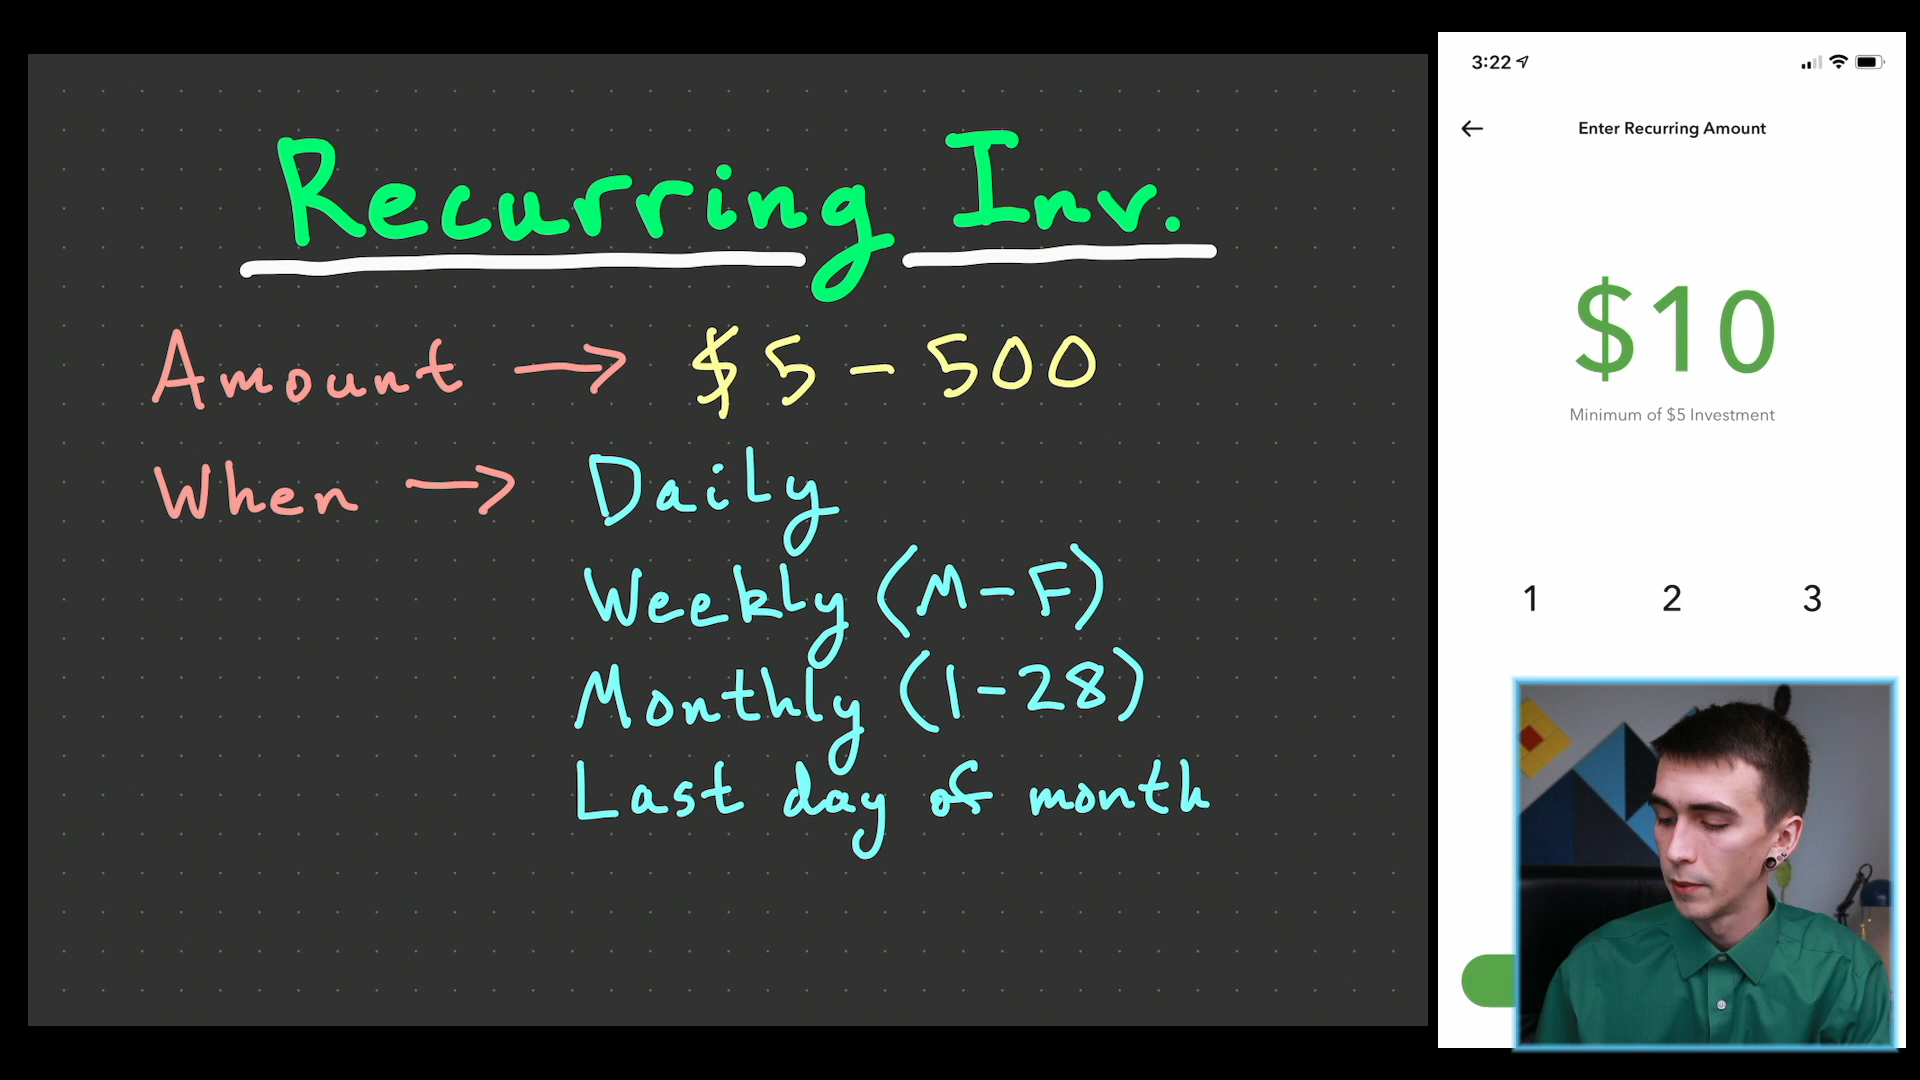 Recurring Inv.
Amount → $5 - 500
When → Daily
Weekly (M-F)
Monthly (1-28)
Last day of month
3:22
Enter Recurring Amount
$10
Minimum of $5 Investment
1 2 3